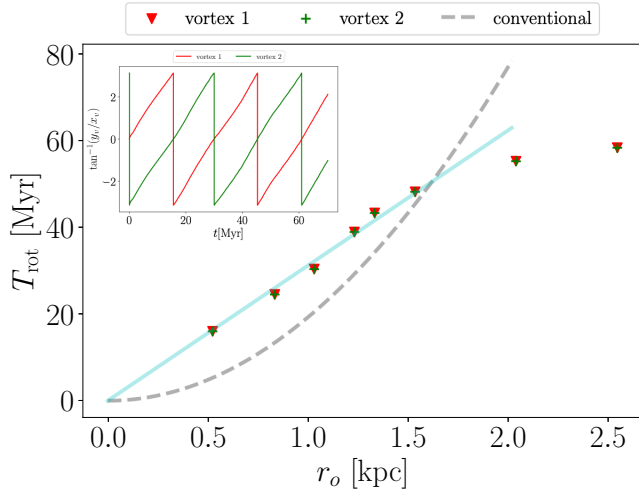 vortex 1 vortex 2 conventional
vortex 1 vortex 2
80
60
40
20
0
T_rot [Myr]
2
0
−2
tan⁻¹(y_v/x_v)
0 20 40 60
t[Myr]
0.0 0.5 1.0 1.5 2.0 2.5
r_o [kpc]